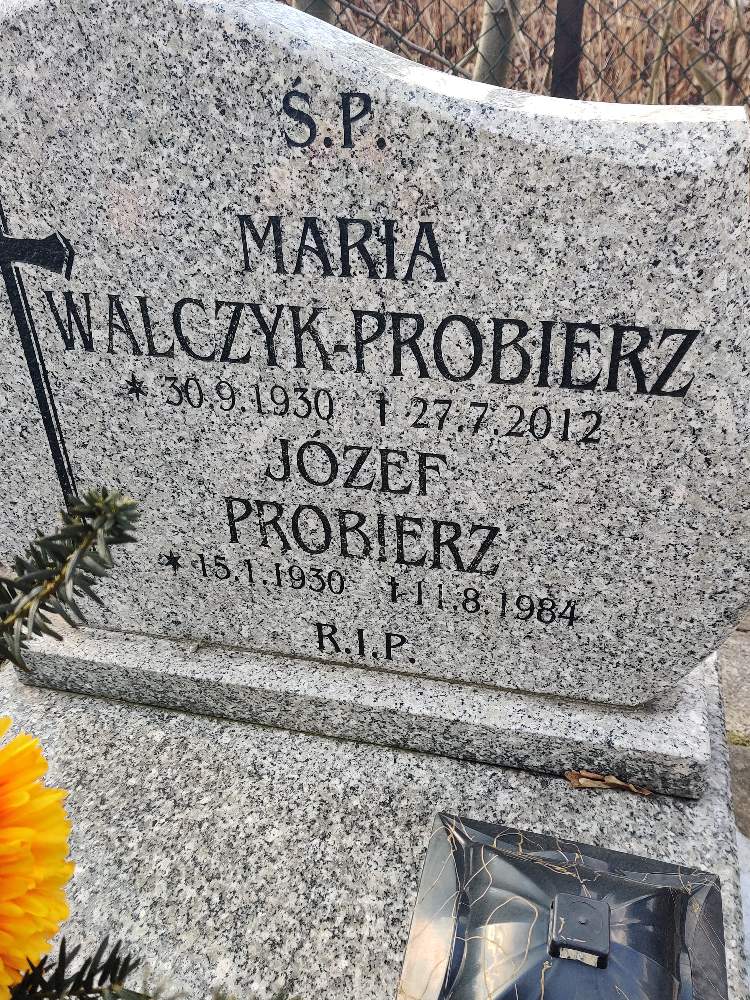 Ś.P.
MARIA
WALCZYK-PROBIERZ
* 30.9.1930 † 27.7.2012
JÓZEF
PROBIERZ
* 15.1.1930 † 11.8.1984
R.I.P.